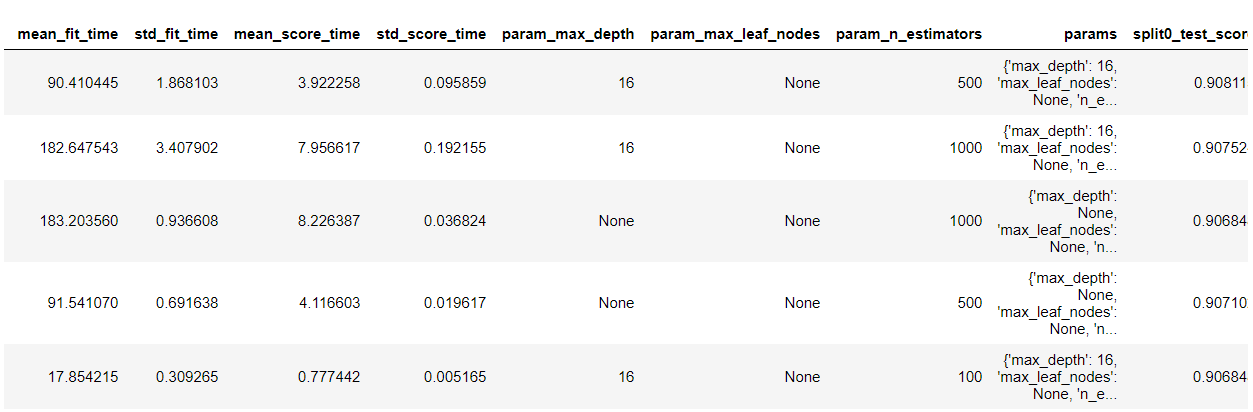 mean_fit_time std_fit_time mean_score_time std_score_time param_max_depth param_max_leaf_nodes param_n_estimators params split0_test_scor
90.410445 1.868103 3.922258 0.095859 16 None 500 {'max_depth': 16, 'max_leaf_nodes': None, 'n_e... 0.90811
182.647543 3.407902 7.956617 0.192155 16 None 1000 {'max_depth': 16, 'max_leaf_nodes': None, 'n_e... 0.90752
183.203560 0.936608 8.226387 0.036824 None None 1000 {'max_depth': None, 'max_leaf_nodes': None, 'n... 0.90684
91.541070 0.691638 4.116603 0.019617 None None 500 {'max_depth': None, 'max_leaf_nodes': None, 'n... 0.90710
17.854215 0.309265 0.777442 0.005165 16 None 100 {'max_depth': 16, 'max_leaf_nodes': None, 'n_e... 0.90684